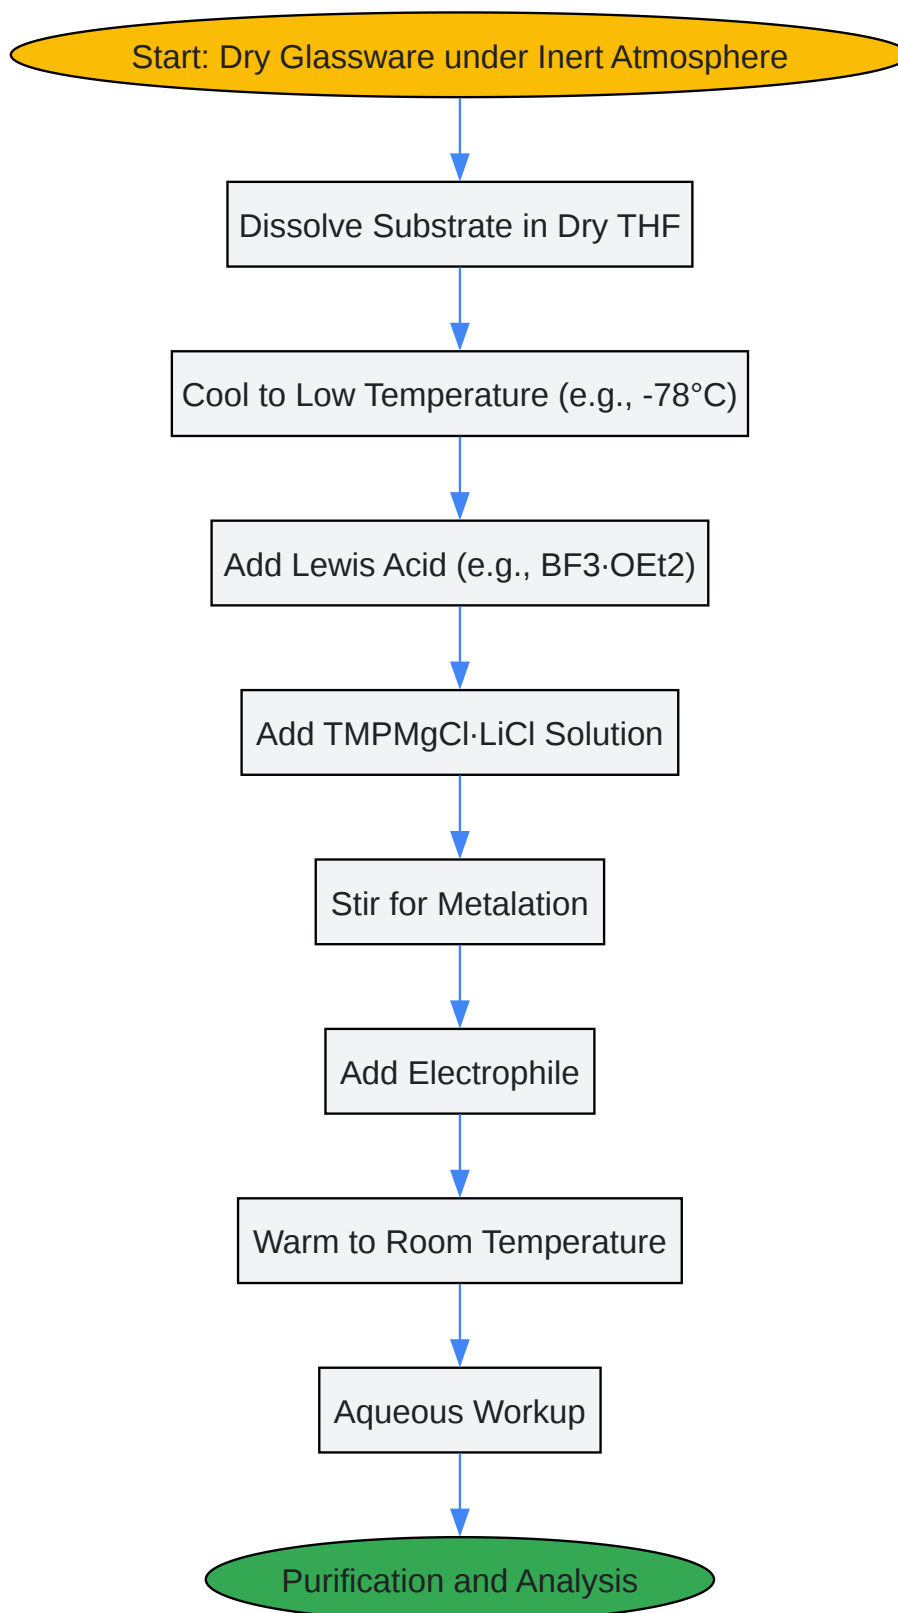 Start: Dry Glassware under Inert Atmosphere
Dissolve Substrate in Dry THF
Cool to Low Temperature (e.g., -78°C)
Add Lewis Acid (e.g., BF3·OEt2)
Add TMPMgCl·LiCl Solution
Stir for Metalation
Add Electrophile
Warm to Room Temperature
Aqueous Workup
Purification and Analysis